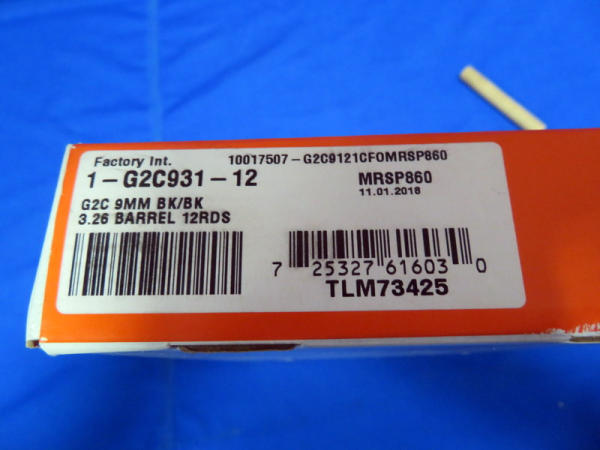 Factory Int. 10017507-G2C9121CFOMRSP860
1-G2C931-12 MRSP860
11.01.2018
G2C 9MM BK/BK
3.26 BARREL 12RDS
7 25327 61603 0
TLM73425